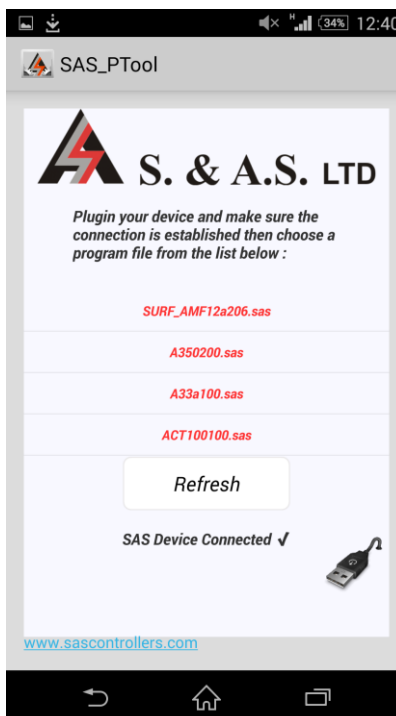 H 34% 12:40
SAS_PTool
S. & A.S. LTD
Plugin your device and make sure the
connection is established then choose a
program file from the list below :
SURF_AMF12a206.sas
A350200.sas
A33a100.sas
ACT100100.sas
Refresh
SAS Device Connected ✓
www.sascontrollers.com